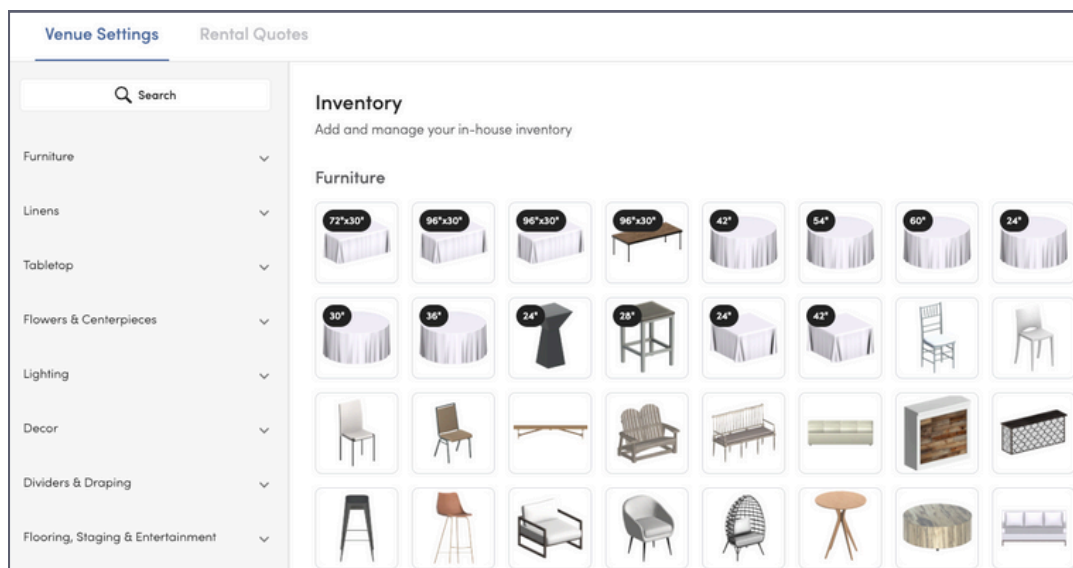 Venue Settings Rental Quotes
Search
Furniture
Linens
Tabletop
Flowers & Centerpieces
Lighting
Decor
Dividers & Draping
Flooring, Staging & Entertainment
Inventory
Add and manage your in-house inventory
Furniture
72"x30" 96"x30" 96"x30" 96"x30" 42" 54" 60" 24"
30" 36" 24" 28" 24" 42"